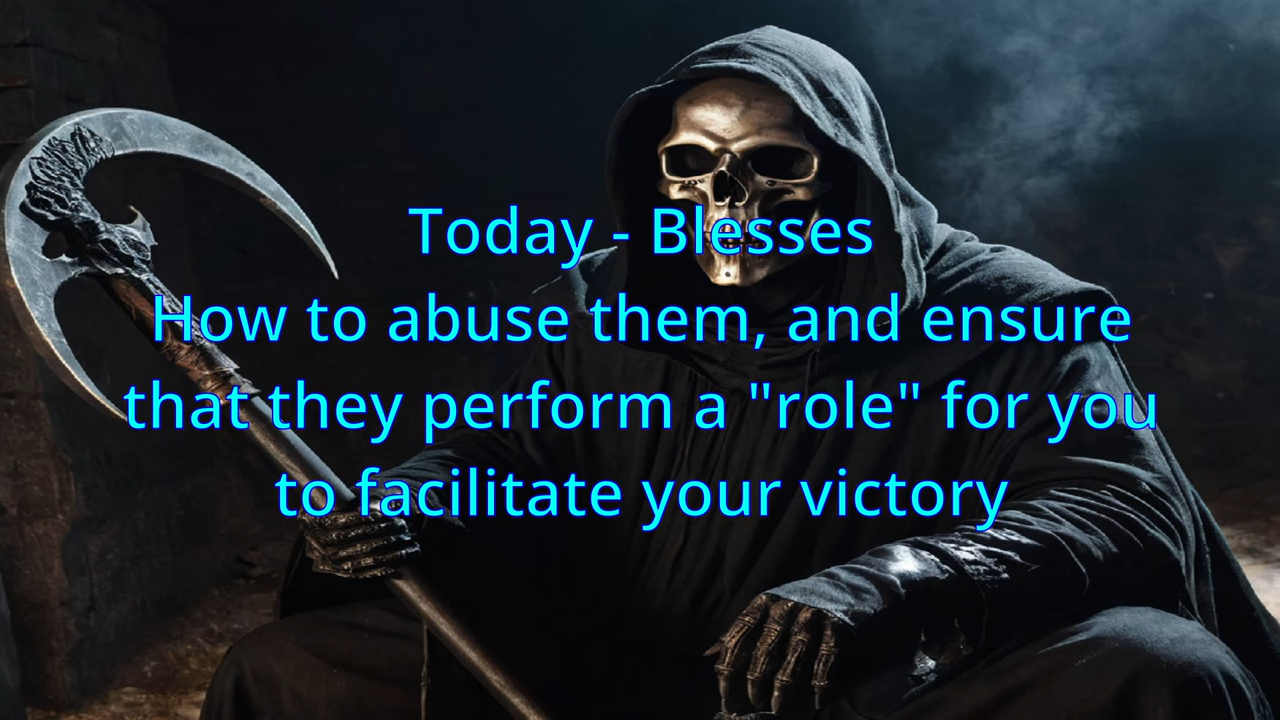 Today - Blesses
How to abuse them, and ensure
that they perform a "role" for you
to facilitate your victory